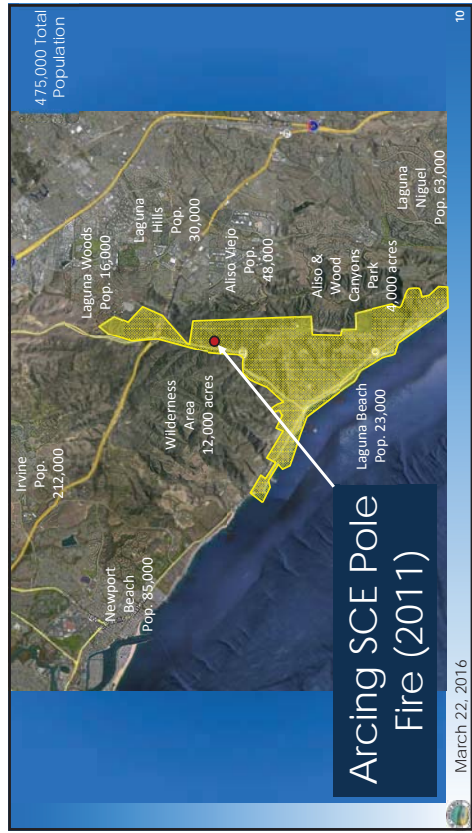 475,000 Total
Population
Irvine
Pop.
212,000
Laguna Woods
Pop. 16,000
Laguna
Hills
Pop.
30,000
Newport
Beach
Pop. 85,000
Wilderness
Area
12,000 acres
Aliso Viejo
Pop.
48,000
Aliso &
Wood
Canyons
Park
4,000 acres
Laguna Beach
Pop. 23,000
Laguna
Niguel
Pop. 63,000
Arcing SCE Pole
Fire (2011)
March 22, 2016
10